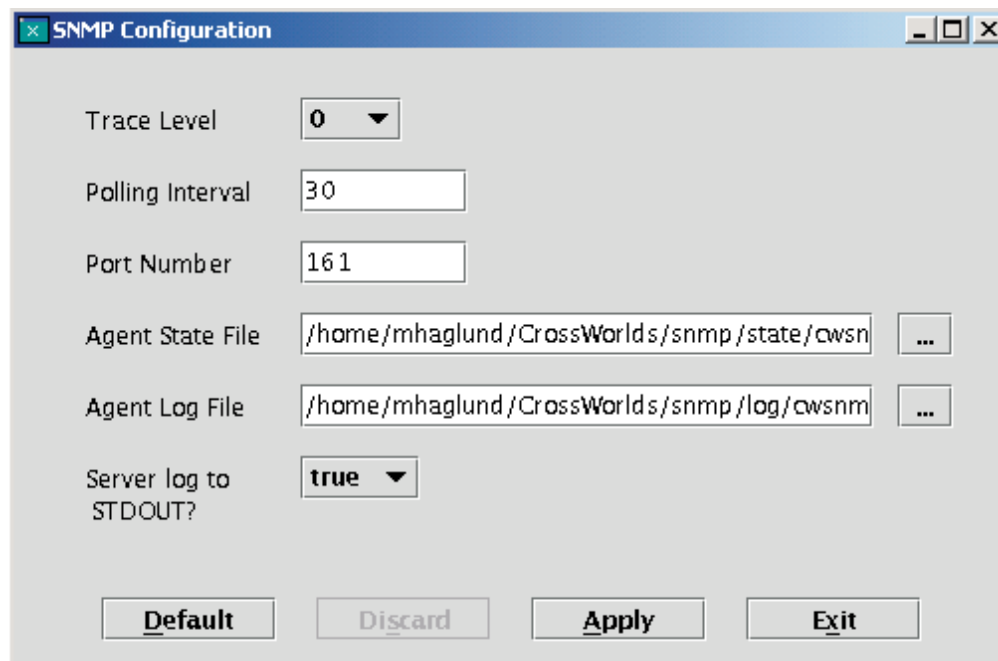 SNMP Configuration
Trace Level 0
Polling Interval 30
Port Number 161
Agent State File /home/mhaglund/CrossWorlds/snmp/state/cwsn ...
Agent Log File /home/mhaglund/CrossWorlds/snmp/log/cwsnm ...
Server log to true
STDOUT?
Default Discard Apply Exit